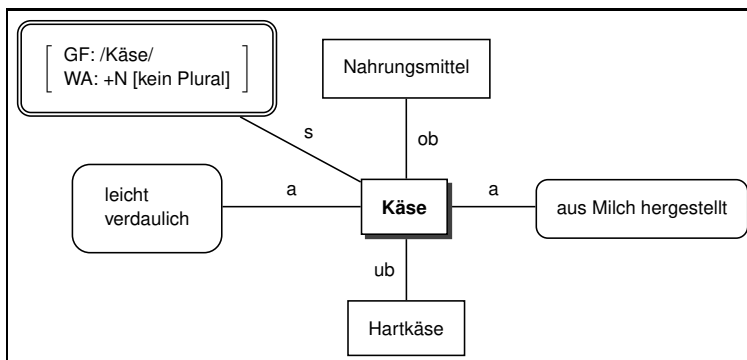 GF: /Käse/
WA: +N [kein Plural]
Nahrungsmittel
s
ob
leicht
verdaulich
a
Käse
a
aus Milch hergestellt
ub
Hartkäse